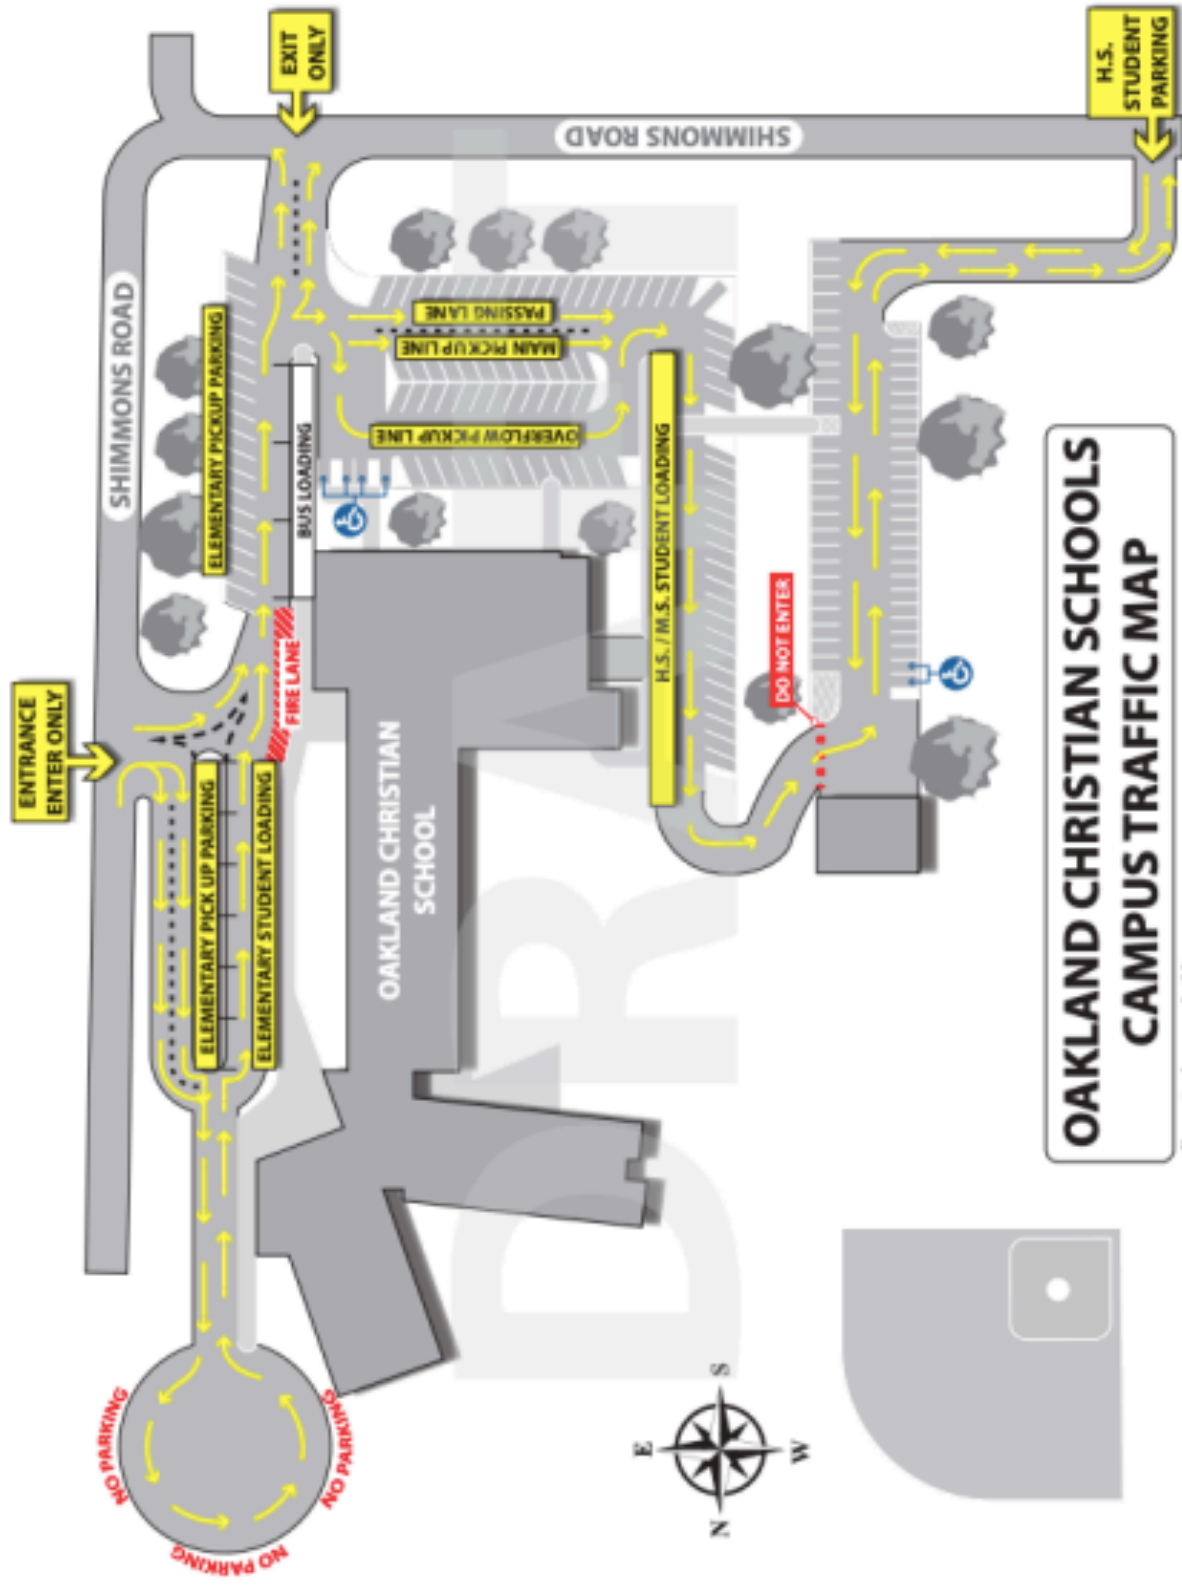 EXIT
ONLY
H.S.
STUDENT
PARKING
SHIMMONS ROAD
SHIMMONS ROAD
ELEMENTARY PICKUP PARKING
PASSING LANE
MAIN PICKUP LINE
OVERFLOW PICKUP LINE
BUS LOADING
H.S. / M.S. STUDENT LOADING
DO NOT ENTER
FIRE LANE
ENTRANCE
ENTER ONLY
ELEMENTARY PICK UP PARKING
ELEMENTARY STUDENT LOADING
OAKLAND CHRISTIAN
SCHOOL
NO PARKING
NO PARKING
NO PARKING
DRAFT
N
E
S
W
OAKLAND CHRISTIAN SCHOOLS
CAMPUS TRAFFIC MAP